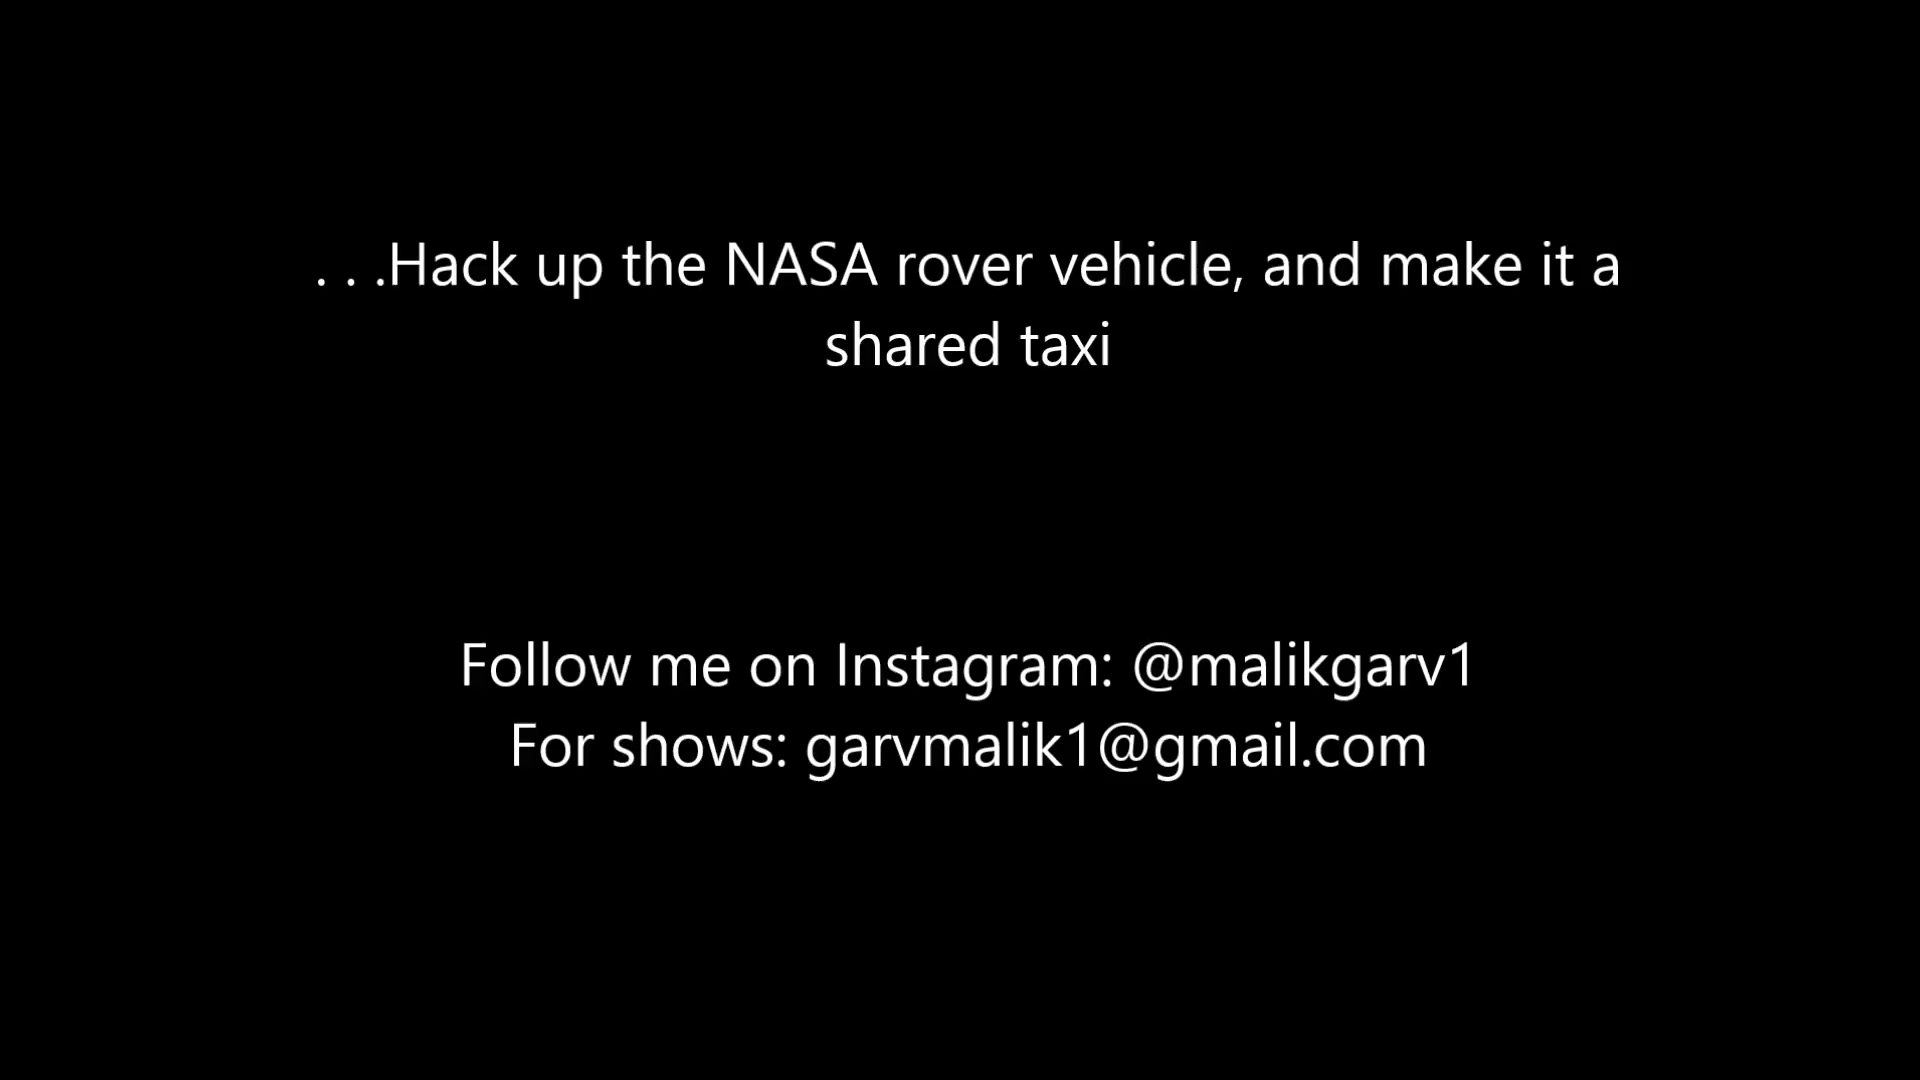 . . .Hack up the NASA rover vehicle, and make it a
shared taxi
Follow me on Instagram: @malikgarv1
For shows: garvmalik1@gmail.com